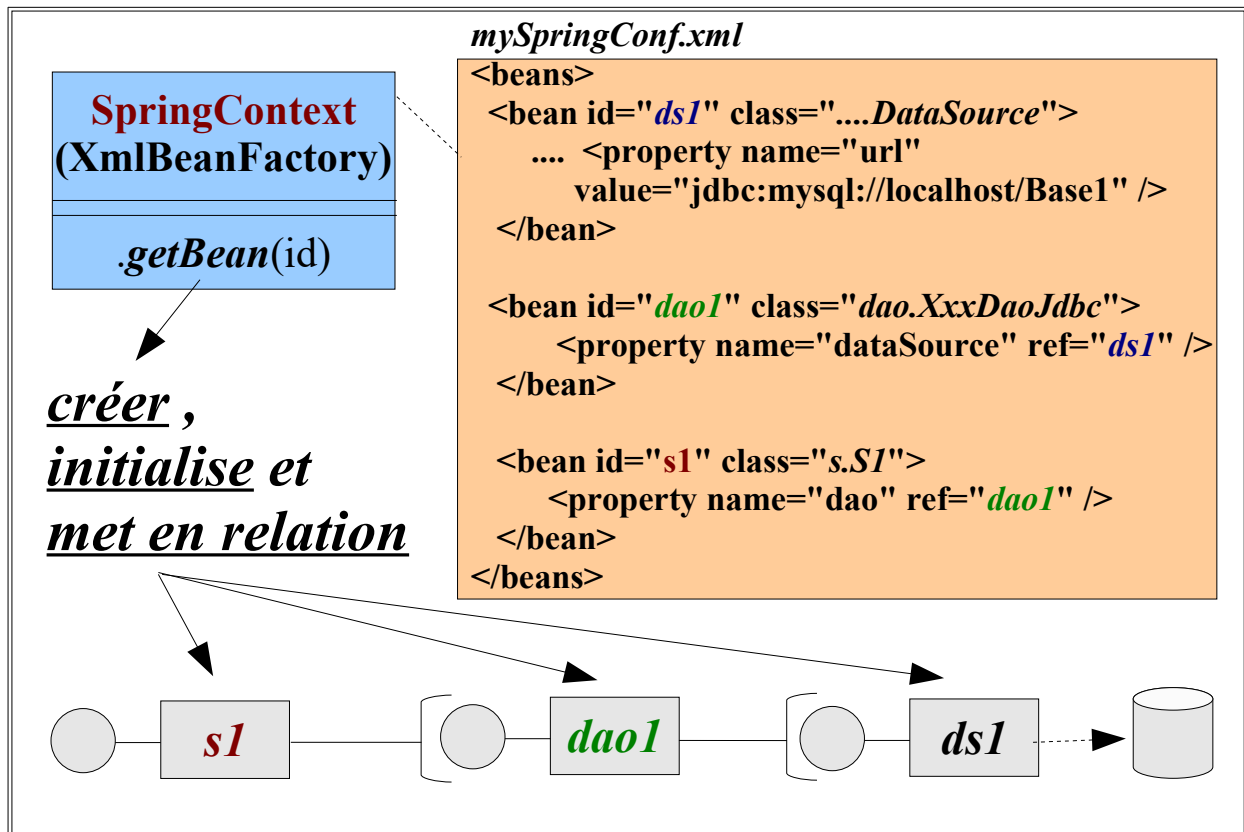 mySpringConf.xml
SpringContext
(XmlBeanFactory)
.getBean(id)
<beans>
<bean id="ds1" class="....DataSource">
.... <property name="url"
value="jdbc:mysql://localhost/Base1" />
</bean>
<bean id="dao1" class="dao.XxxDaoJdbc">
<property name="dataSource" ref="ds1" />
</bean>
<bean id="s1" class="s.S1">
<property name="dao" ref="dao1" />
</bean>
</beans>
créer ,
initialise et
met en relation
s1
dao1
ds1